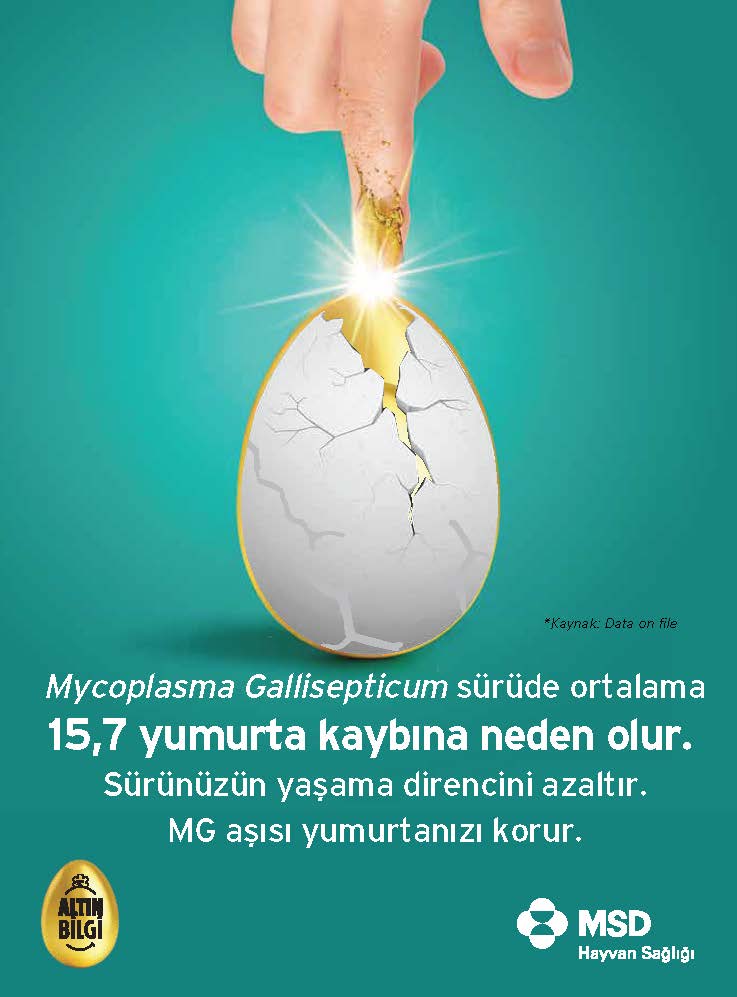 *Kaynak: Data on file
Mycoplasma Gallisepticum sürüde ortalama
15,7 yumurta kaybına neden olur.
Sürünüzün yaşama direncini azaltır.
MG aşısı yumurtanızı korur.
ALTIN
BİLGİ
MSD
Hayvan Sağlığı